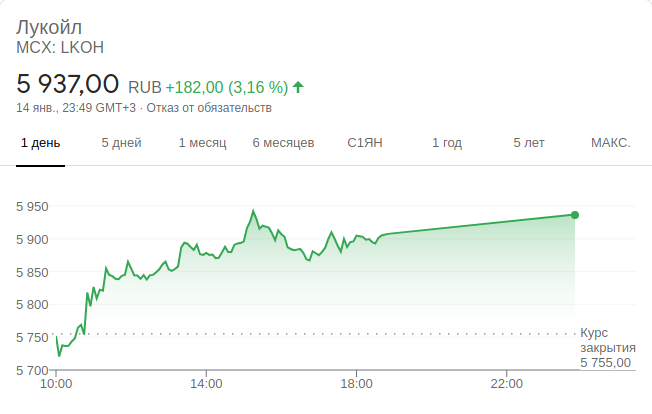 Лукойл
MCX: LKOH
5 937,00 RUB +182,00 (3,16 %)
14 янв., 23:49 GMT+3 · Отказ от обязательств
1 день 5 дней 1 месяц 6 месяцев С1ЯН 1 год 5 лет МАКС.
5 950
5 900
5 850
5 800
5 750
5 700
Курс
закрытия
5 755,00
10:00 14:00 18:00 22:00